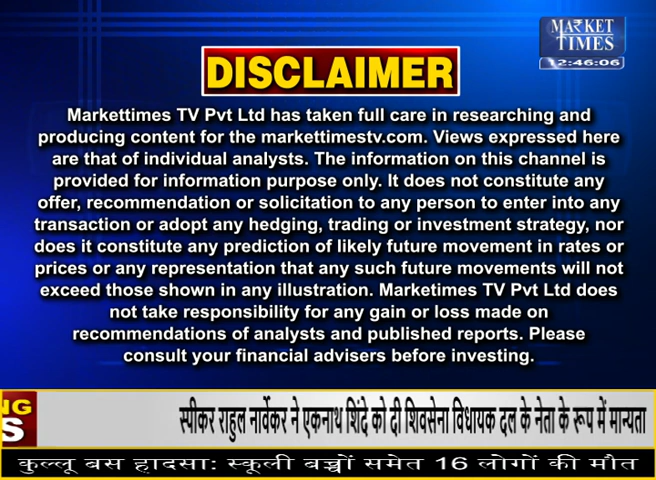 MARKET
TIMES
12:46:06
DISCLAIMER
Markettimes TV Pvt Ltd has taken full care in researching and
producing content for the markettimestv.com. Views expressed here
are that of individual analysts. The information on this channel is
provided for information purpose only. It does not constitute any
offer, recommendation or solicitation to any person to enter into any
transaction or adopt any hedging, trading or investment strategy, nor
does it constitute any prediction of likely future movement in rates or
prices or any representation that any such future movements will not
exceed those shown in any illustration. Marketimes TV Pvt Ltd does
not take responsibility for any gain or loss made on
recommendations of analysts and published reports. Please
consult your financial advisers before investing.
NG
S
स्पीकर राहुल नार्वेकर ने एकनाथ शिंदे को दी शिवसेना विधायक दल के नेता के रूप में मान्यता
कुल्लू बस हादसा: स्कूली बच्चों समेत 16 लोगों की मौत